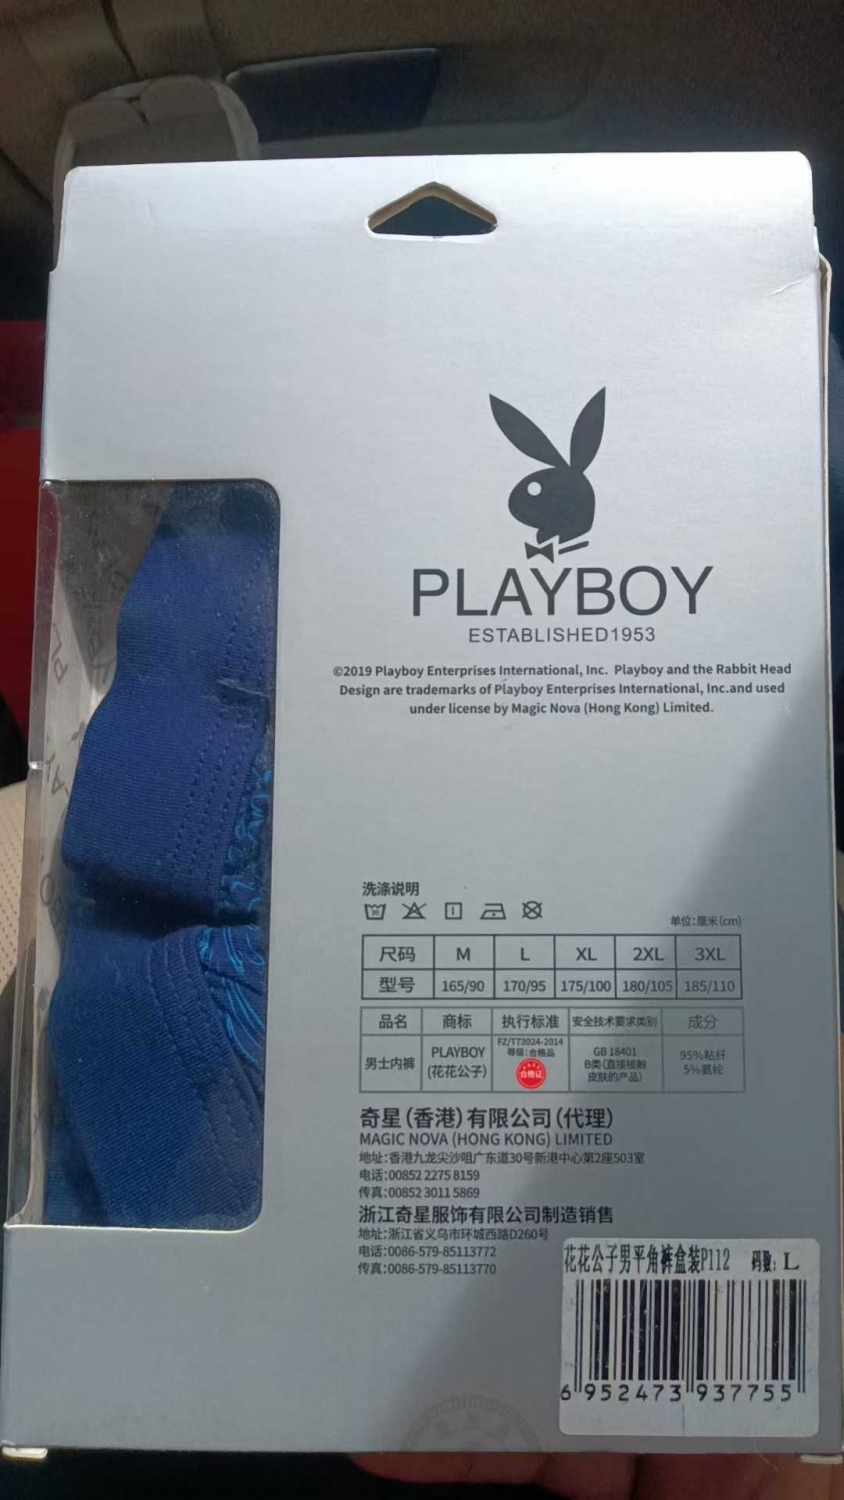 PLAYBOY
ESTABLISHED1953
©2019 Playboy Enterprises International, Inc. Playboy and the Rabbit Head
Design are trademarks of Playboy Enterprises International, Inc.and used
under license by Magic Nova (Hong Kong) Limited.
洗涤说明
单位:厘米(cm)
尺码 M L XL 2XL 3XL
型号 165/90 170/95 175/100 180/105 185/110
品名 商标 执行标准 安全技术要求类别 成分
男士内裤 PLAYBOY (花花公子) FZ/T73024-2014 等级:合格品 合格证 GB 18401 B类(直接接触皮肤的产品) 95%粘纤 5%氨纶
奇星(香港)有限公司(代理)
MAGIC NOVA (HONG KONG) LIMITED
地址:香港九龙尖沙咀广东道30号新港中心第2座503室
电话:00852 2275 8159
传真:00852 3011 5869
浙江奇星服饰有限公司制造销售
地址:浙江省义乌市环城西路D260号
电话:0086-579-85113772
传真:0086-579-85113770
花花公子男平角裤盒装P112 码数: L
6 952473 937755